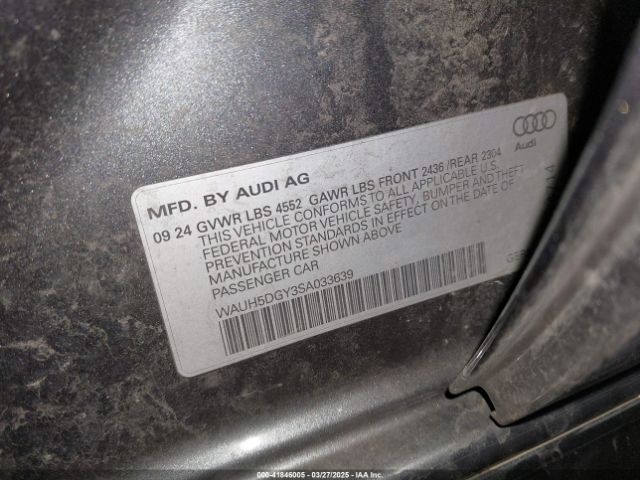 Audi
MFD. BY AUDI AG
09 24 GVWR LBS 4552 GAWR LBS FRONT 2436 /REAR 2304
THIS VEHICLE CONFORMS TO ALL APPLICABLE U.S.
FEDERAL MOTOR VEHICLE SAFETY, BUMPER AND THEFT
PREVENTION STANDARDS IN EFFECT ON THE DATE OF
MANUFACTURE SHOWN ABOVE
PASSENGER CAR
WAUH5DGY3SA033639
000-41846005 | 03/27/2025 | IAA Inc.